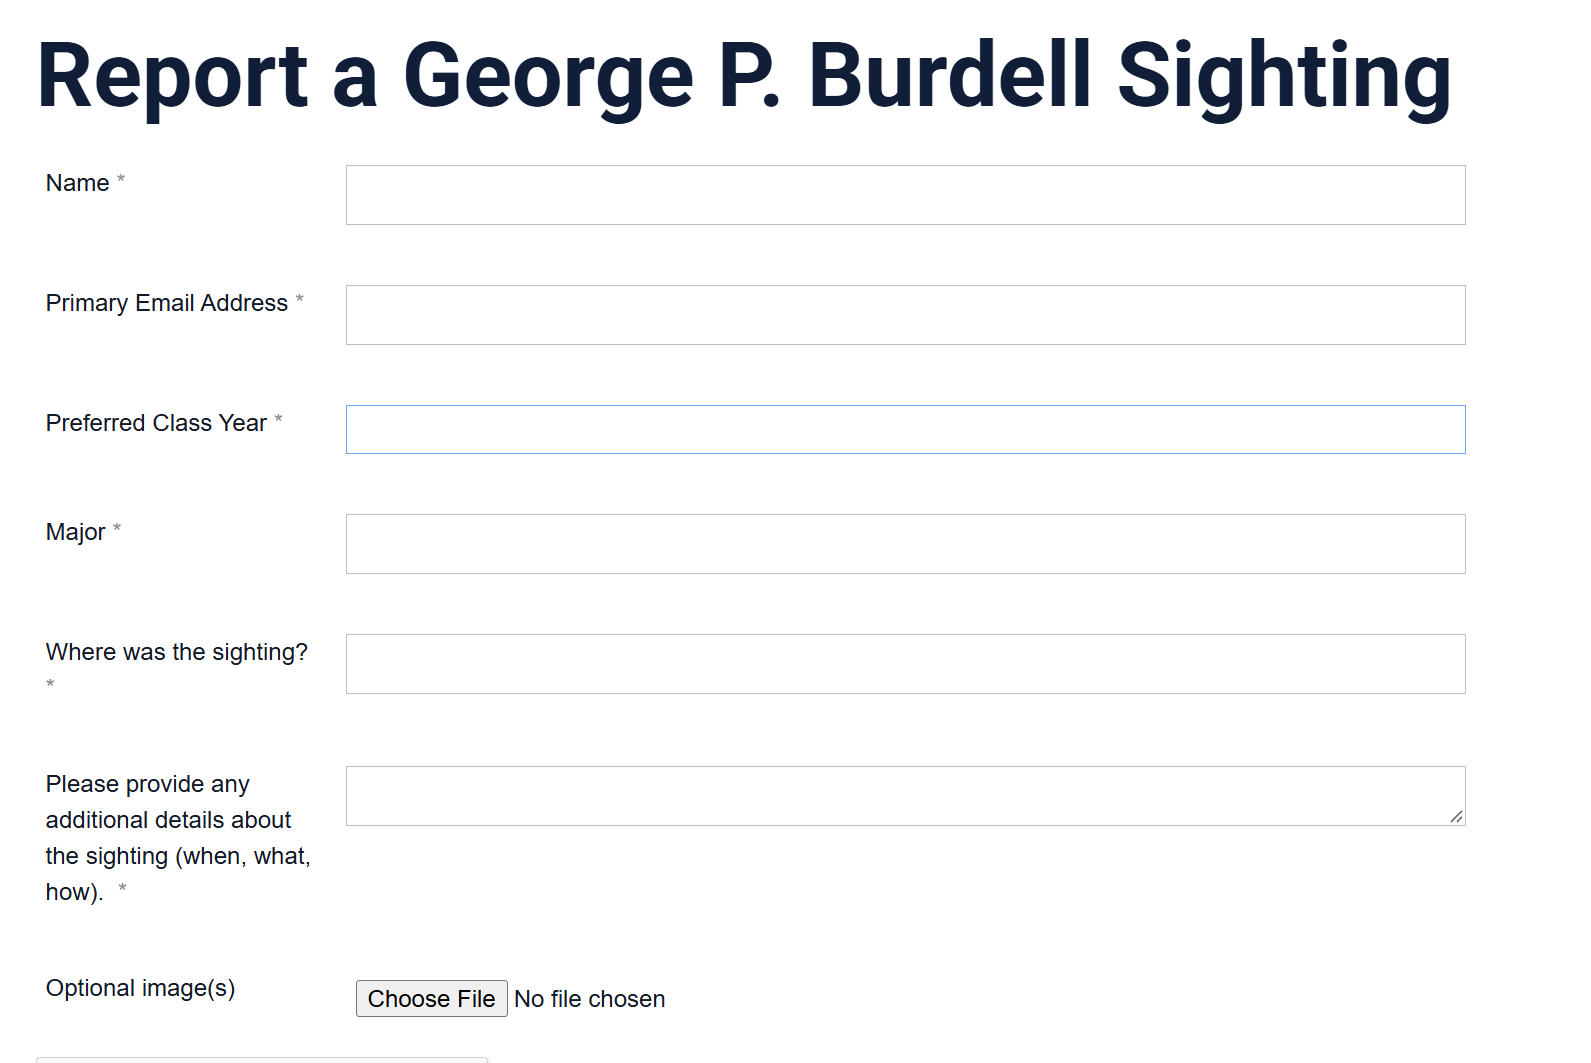 Report a George P. Burdell Sighting
Name *
Primary Email Address *
Preferred Class Year *
Major *
Where was the sighting?
*
Please provide any
additional details about
the sighting (when, what,
how). *
Optional image(s)
Choose File No file chosen